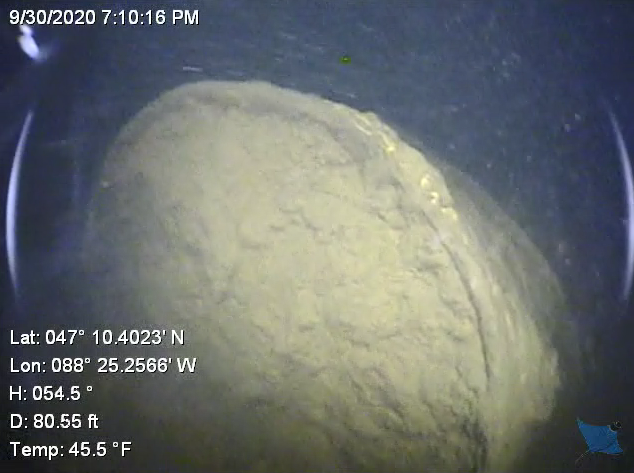 9/30/2020 7:10:16 PM
Lat: 047° 10.4023' N
Lon: 088° 25.2566' W
H: 054.5 °
D: 80.55 ft
Temp: 45.5 °F